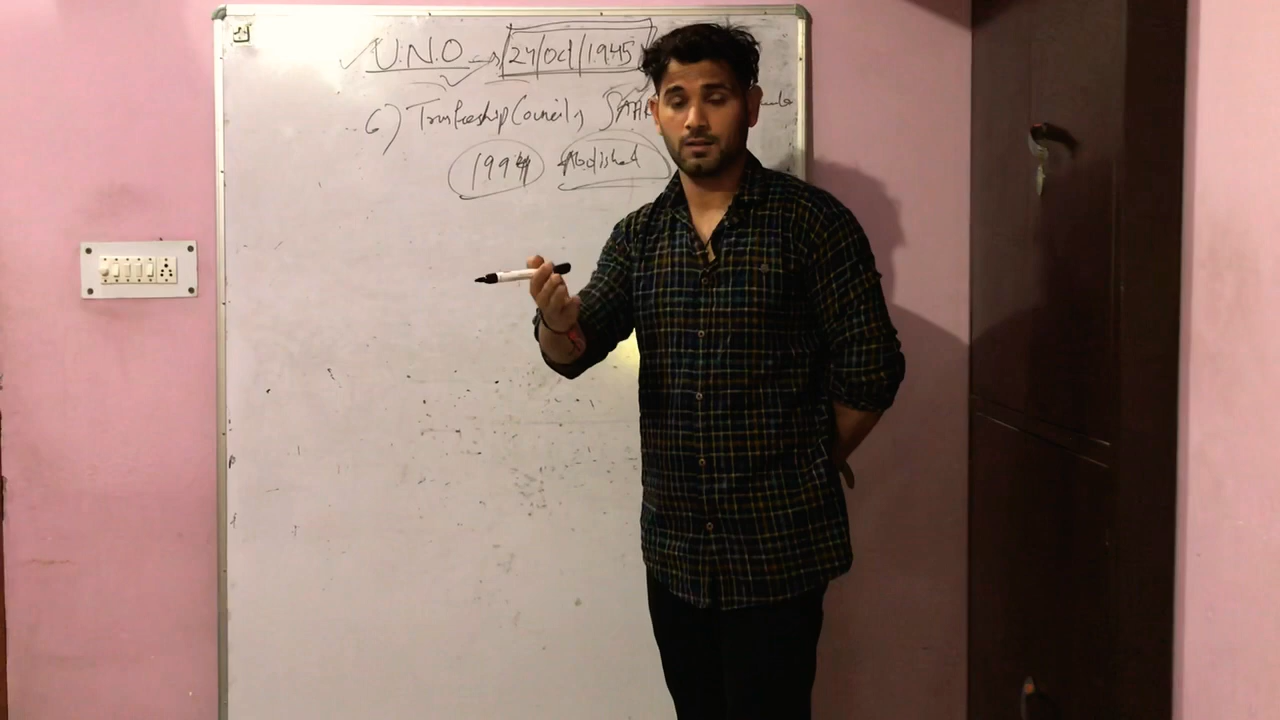 U.N.O → 24/Oct/1945
6) Trusteeship Council,
1994 Abolished